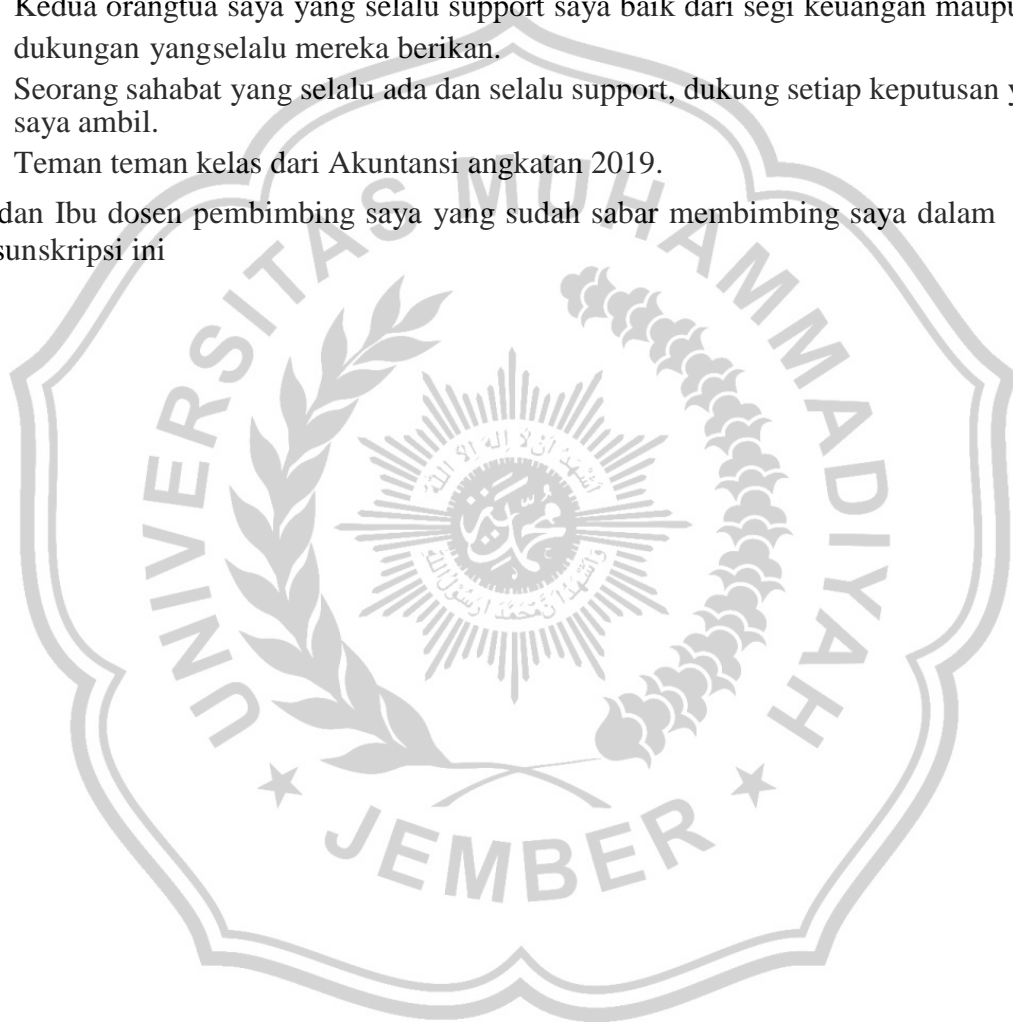 Kedua orangtua saya yang selalu support saya baik dari segi keuangan
dukungan yangselalu mereka berikan.
Seorang sahabat yang selalu ada dan selalu support, dukung setiap keputusan
saya ambil.
Teman teman kelas dari Akuntansi angkatan 2019.
dan Ibu dosen pembimbing saya yang sudah sabar membimbing saya dalam
ini
UNIVERSITAS MUHAMMADIYAH
JEMBER